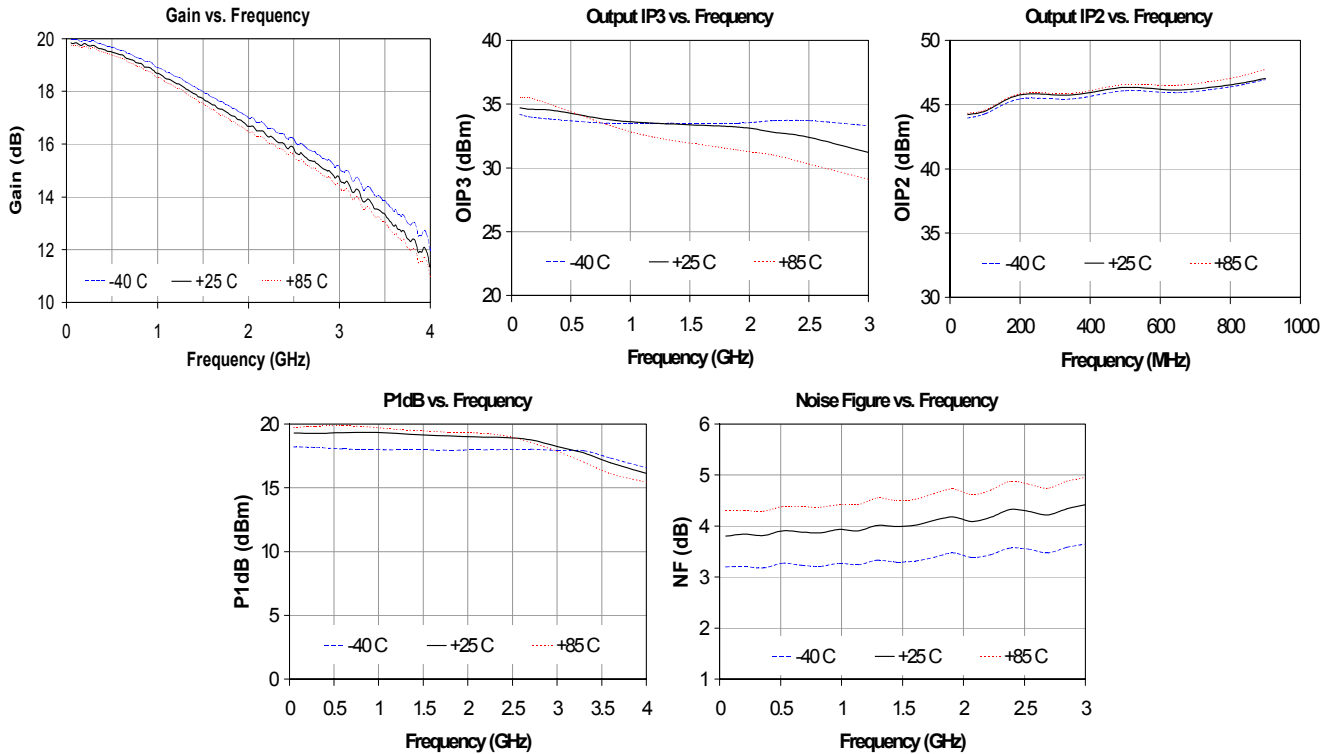 Gain vs. Frequency
Gain (dB)
20
18
16
14
12
10
-40 C +25 C +85 C
0 1 2 3 4
Frequency (GHz)
Output IP3 vs. Frequency
OIP3 (dBm)
40
35
30
25
20
-40 C +25 C +85 C
0 0.5 1 1.5 2 2.5 3
Frequency (GHz)
Output IP2 vs. Frequency
OIP2 (dBm)
50
45
40
35
30
-40 C +25 C +85 C
0 200 400 600 800 1000
Frequency (MHz)
P1dB vs. Frequency
P1dB (dBm)
20
15
10
5
0
-40 C +25 C +85 C
0 0.5 1 1.5 2 2.5 3 3.5 4
Frequency (GHz)
Noise Figure vs. Frequency
NF (dB)
6
5
4
3
2
1
-40 C +25 C +85 C
0 0.5 1 1.5 2 2.5 3
Frequency (GHz)